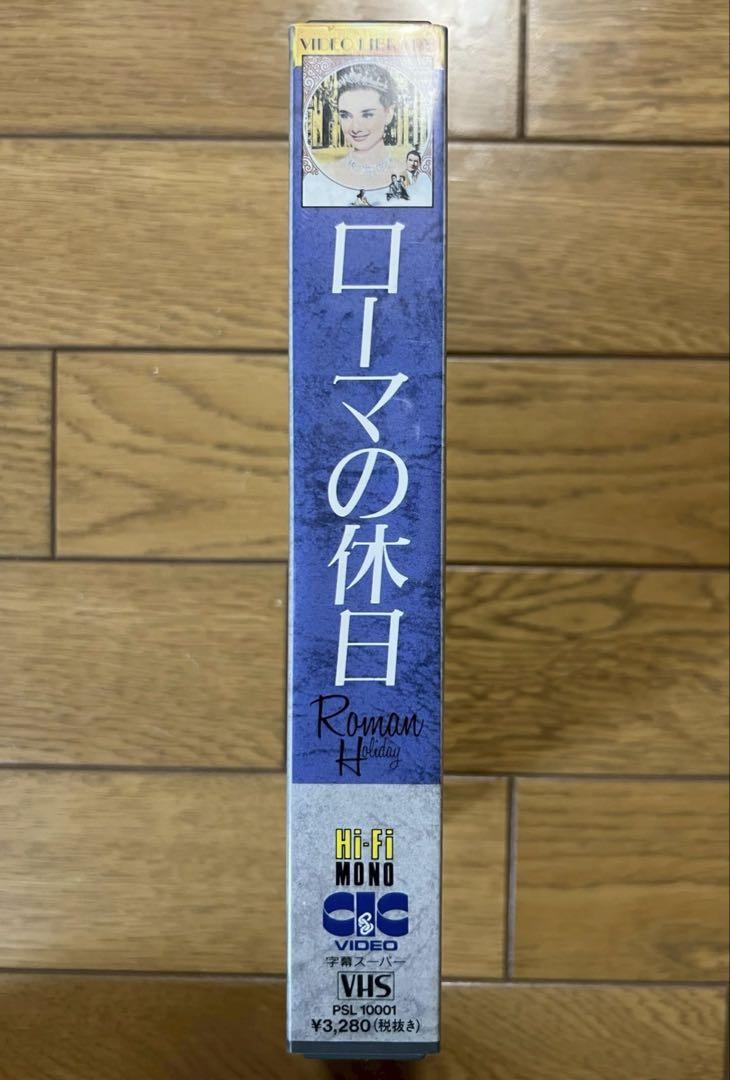 VIDEO LIBRARY
ローマの休日
Roman
Holiday
Hi-Fi
MONO
CIC
VIDEO
字幕スーパー
VHS
PSL 10001
¥3,280(税抜き)